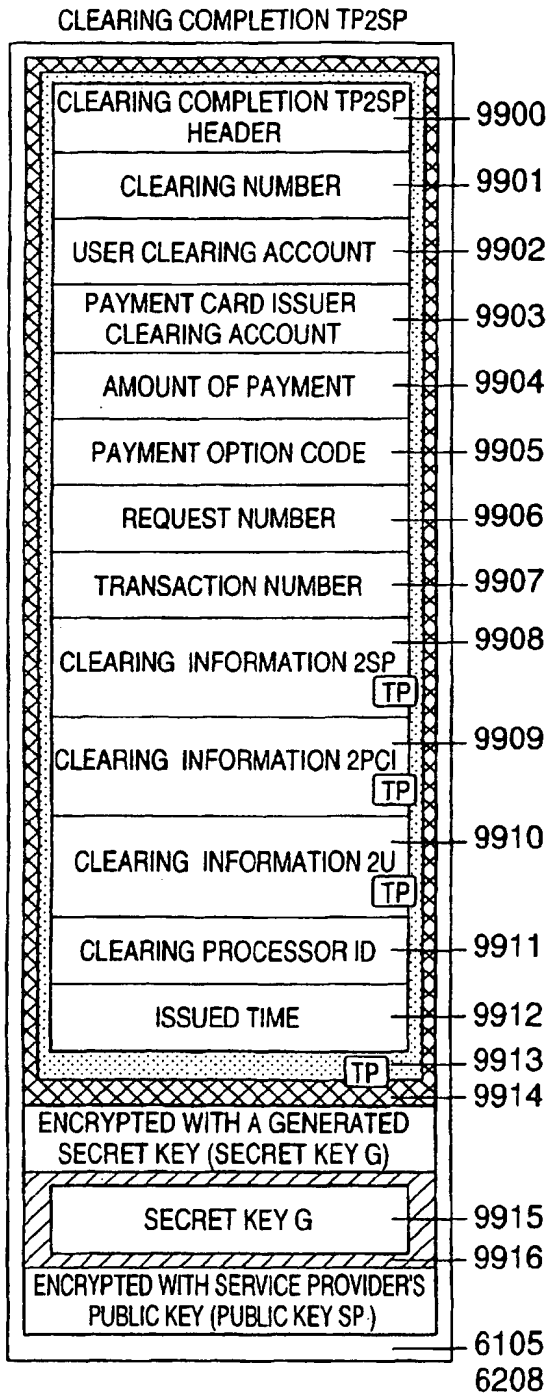 CLEARING COMPLETION TP2SP
CLEARING COMPLETION TP2SP
HEADER
9900
CLEARING NUMBER
9901
USER CLEARING ACCOUNT
9902
PAYMENT CARD ISSUER
CLEARING ACCOUNT
9903
AMOUNT OF PAYMENT
9904
PAYMENT OPTION CODE
9905
REQUEST NUMBER
9906
TRANSACTION NUMBER
9907
9908
CLEARING INFORMATION 2SP
TP
9909
CLEARING INFORMATION 2PCI
TP
9910
CLEARING INFORMATION 2U
TP
CLEARING PROCESSOR ID
9911
ISSUED TIME
9912
TP
9913
9914
ENCRYPTED WITH A GENERATED
SECRET KEY (SECRET KEY G)
SECRET KEY G
9915
9916
ENCRYPTED WITH SERVICE PROVIDER'S
PUBLIC KEY (PUBLIC KEY SP)
6105
6208